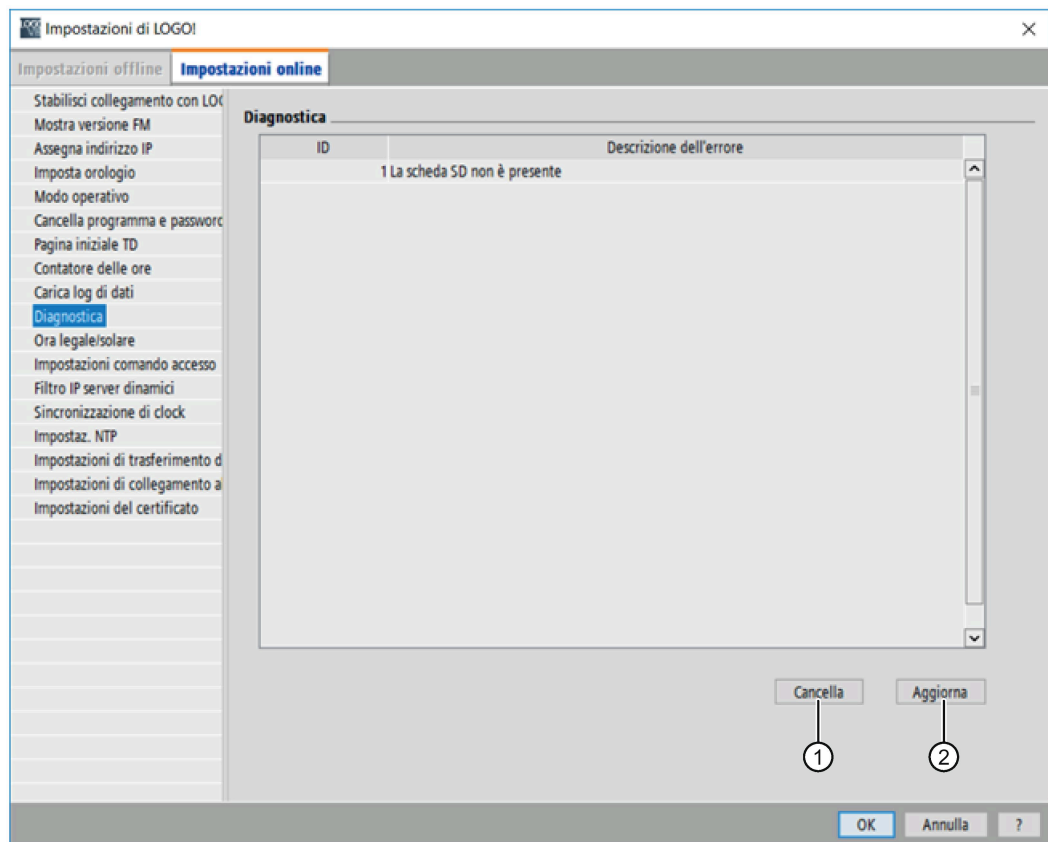 Impostazioni di LOGO!
Impostazioni offline
Impostazioni online
Stabilisci collegamento con LOG
Mostra versione FM
Assegna indirizzo IP
Imposta orologio
Modo operativo
Cancella programma e password
Pagina iniziale TD
Contatore delle ore
Carica log di dati
Diagnostica
Ora legale/solare
Impostazioni comando accesso
Filtro IP server dinamici
Sincronizzazione di clock
Impostaz. NTP
Impostazioni di trasferimento d
Impostazioni di collegamento a
Impostazioni del certificato
Diagnostica
ID Descrizione dell'errore
1 La scheda SD non è presente
Cancella Aggiorna
1 2
OK Annulla ?